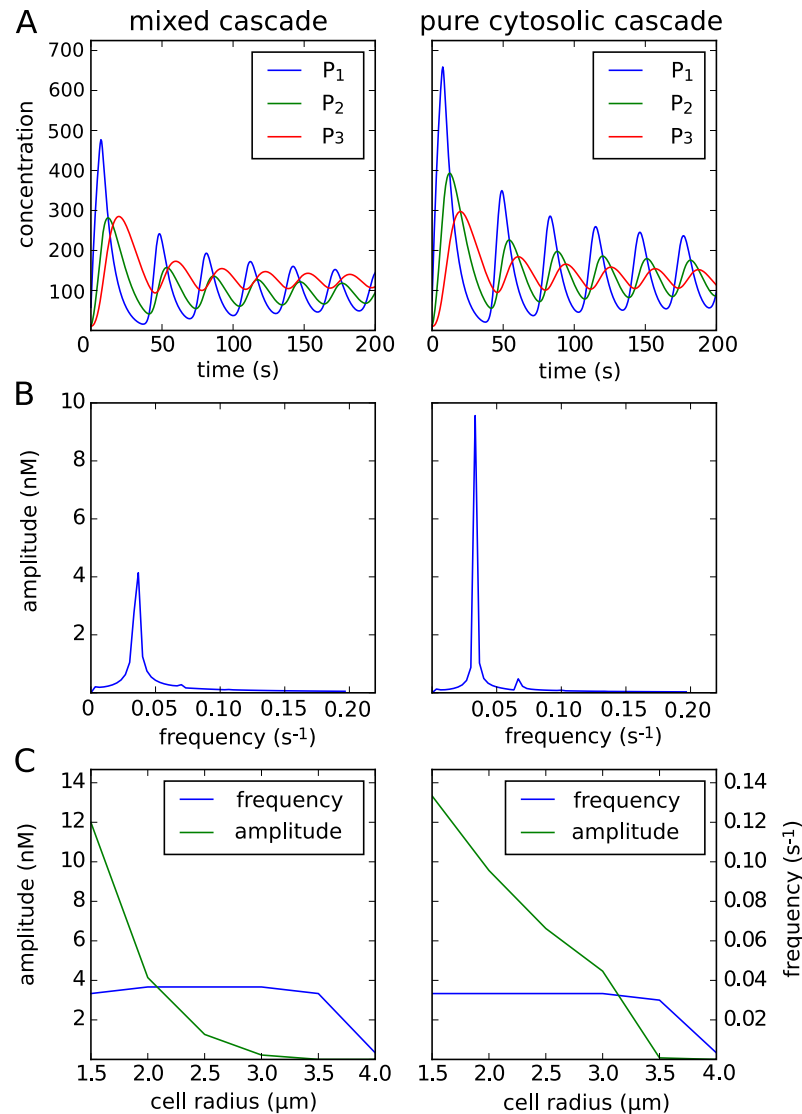 A
mixed cascade
pure cytosolic cascade
concentration
700
600
500
400
300
200
100
P1
P2
P3
P1
P2
P3
0 50 100 150 200
0 50 100 150 200
time (s)
time (s)
B
amplitude (nM)
10
8
6
4
2
0 0.05 0.10 0.15 0.20
0.05 0.10 0.15 0.20
frequency (s-1)
frequency (s-1)
C
amplitude (nM)
14
12
10
8
6
4
2
frequency
amplitude
frequency
amplitude
0.14
0.12
0.10
0.08
0.06
0.04
0.02
frequency (s-1)
1.5 2.0 2.5 3.0 3.5 4.0
1.5 2.0 2.5 3.0 3.5 4.0
cell radius (μm)
cell radius (μm)